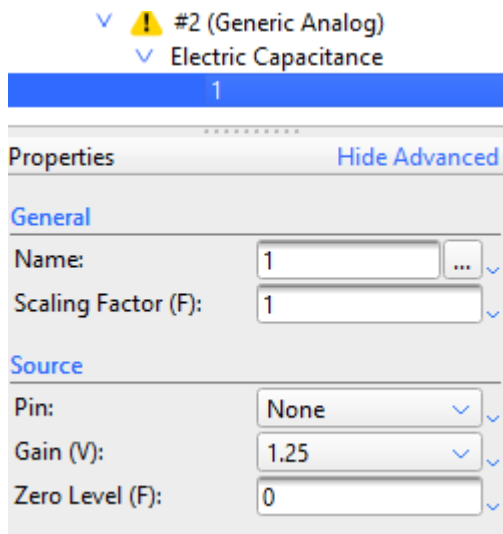 #2 (Generic Analog)
Electric Capacitance
1
Properties Hide Advanced
General
Name: 1 ...
Scaling Factor (F): 1
Source
Pin: None
Gain (V): 1.25
Zero Level (F): 0